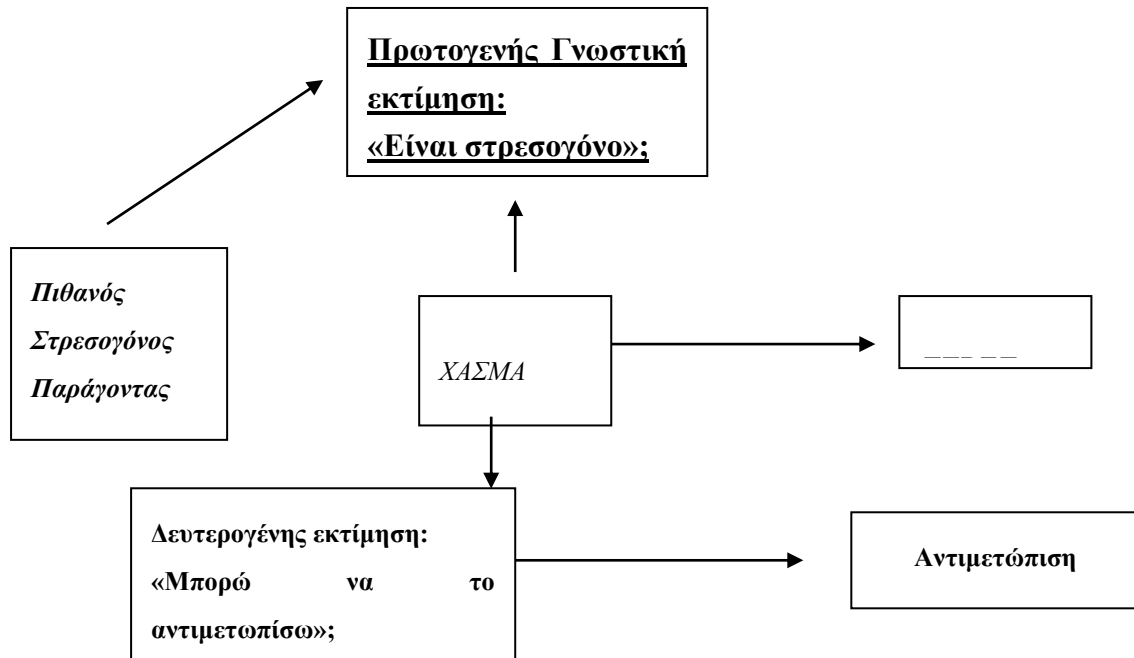 Πρωτογενής Γνωστική
εκτίμηση:
«Είναι στρεσογόνο»;
Πιθανός
Στρεσογόνος
Παράγοντας
ΧΑΣΜΑ
Δευτερογένης εκτίμηση:
«Μπορώ να το
αντιμετωπίσω»;
Αντιμετώπιση